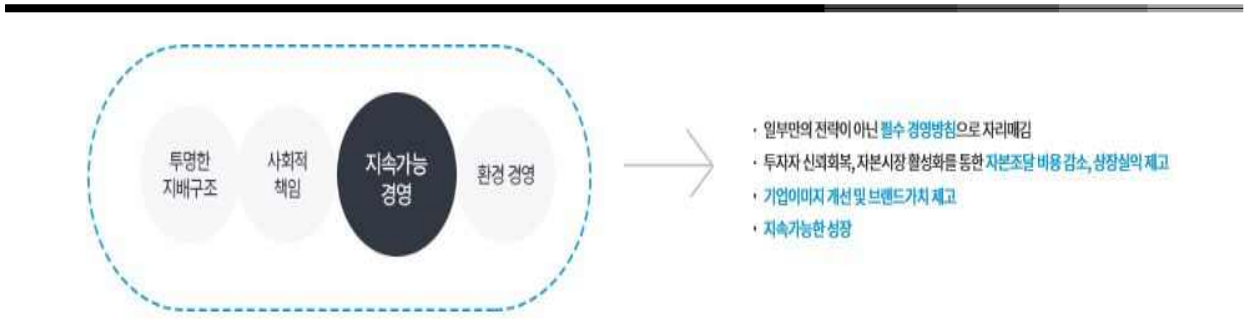 투명한
지배구조
사회적
책임
지속가능
경영
환경 경영
· 일부만의 전략이 아닌 필수 경영방침으로 자리매김
· 투자자 신뢰회복, 자본시장 활성화를 통한 자본조달 비용 감소, 상장실익 제고
· 기업이미지 개선 및 브랜드가치 제고
· 지속가능한 성장